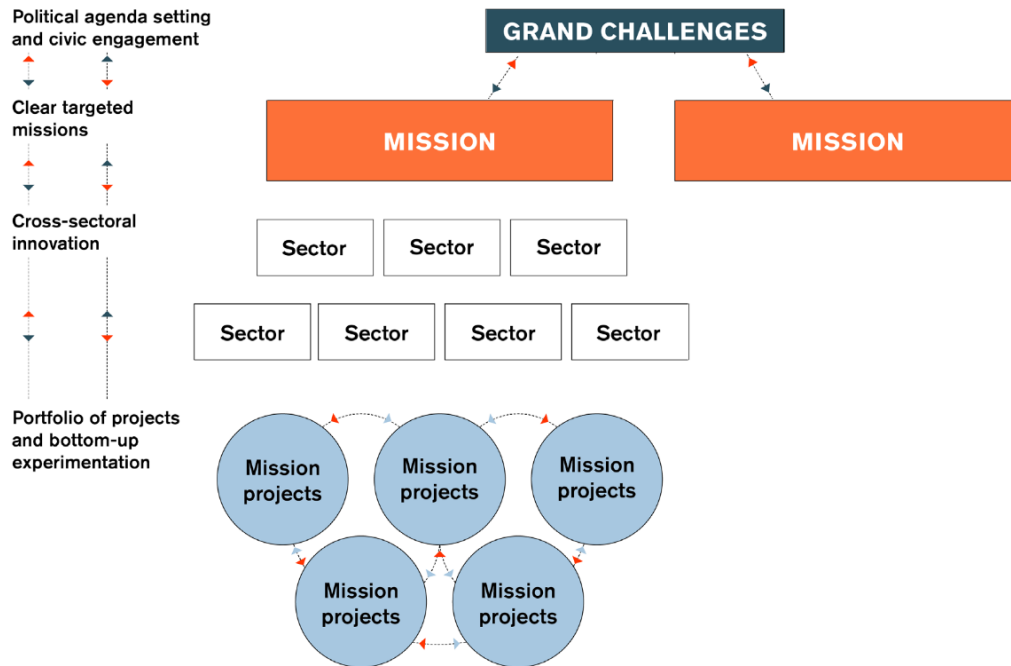 Political agenda setting
and civic engagement
GRAND CHALLENGES
Clear targeted
missions
MISSION
MISSION
Cross-sectoral
innovation
Sector
Sector
Sector
Sector
Sector
Sector
Sector
Portfolio of projects
and bottom-up
experimentation
Mission
projects
Mission
projects
Mission
projects
Mission
projects
Mission
projects